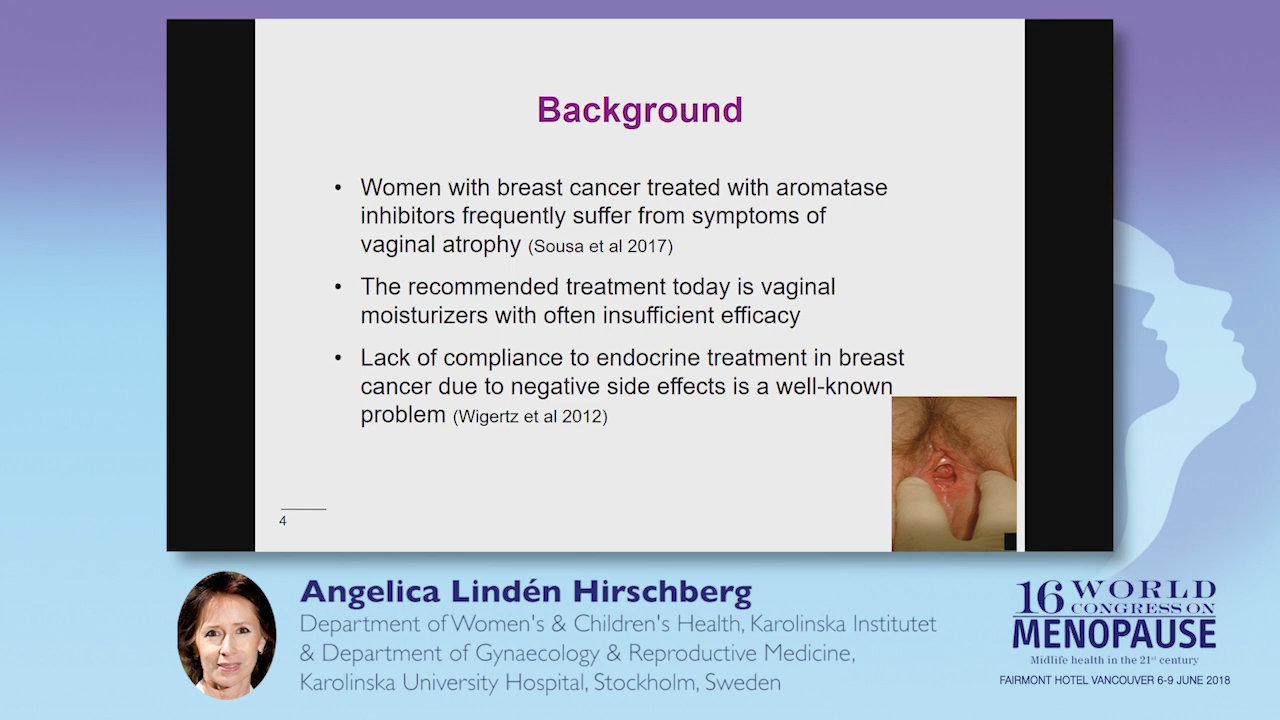 Background
• Women with breast cancer treated with aromatase
inhibitors frequently suffer from symptoms of
vaginal atrophy (Sousa et al 2017)
• The recommended treatment today is vaginal
moisturizers with often insufficient efficacy
• Lack of compliance to endocrine treatment in breast
cancer due to negative side effects is a well-known
problem (Wigertz et al 2012)
4
Angelica Lindén Hirschberg
Department of Women's & Children's Health, Karolinska Institutet
& Department of Gynaecology & Reproductive Medicine,
Karolinska University Hospital, Stockholm, Sweden
16 WORLD
CONGRESS ON
MENOPAUSE
Midlife health in the 21st century
FAIRMONT HOTEL VANCOUVER 6-9 JUNE 2018